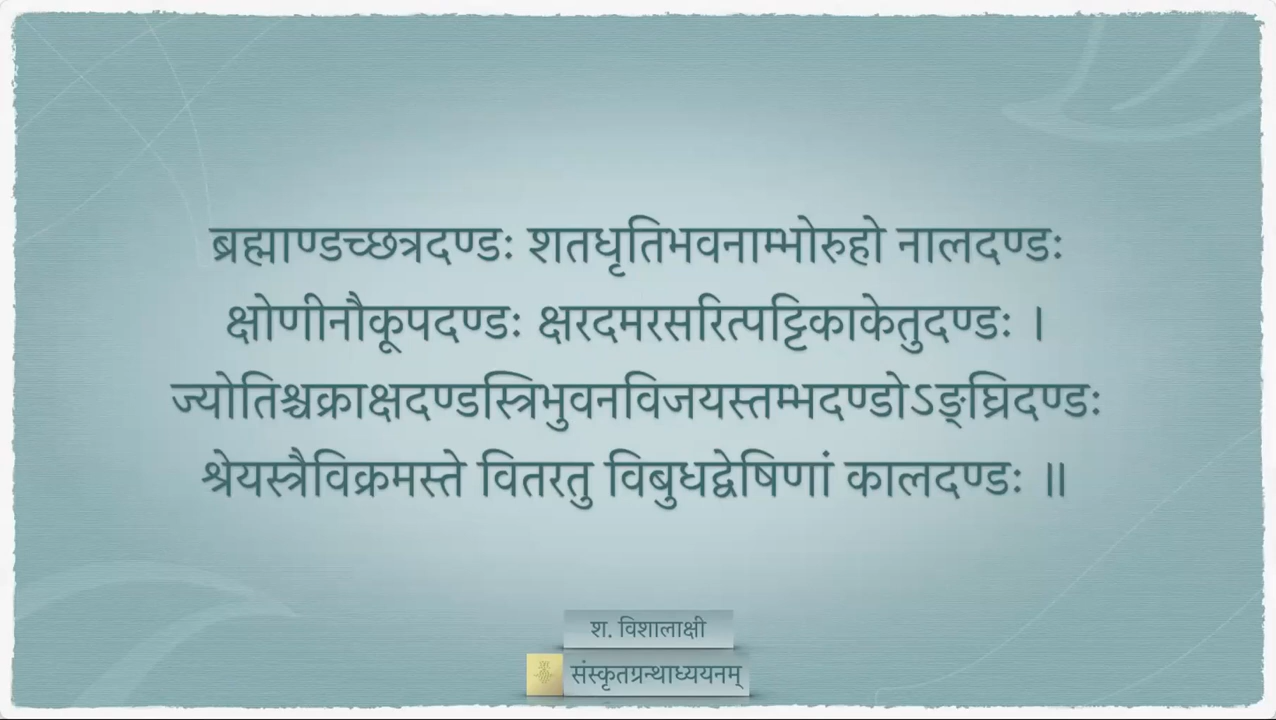 ब्रह्माण्डच्छत्रदण्डः शतधृतिभवनाम्भोरुहो नालदण्डः
क्षोणीनौकूपदण्डः क्षरदमरसरित्पट्टिकाकेतुदण्डः ।
ज्योतिश्चक्राक्षदण्डस्त्रिभुवनविजयस्तम्भदण्डोऽङ्घ्रिदण्डः
श्रेयस्त्रैविक्रमस्ते वितरतु विबुधद्वेषिणां कालदण्डः ॥
श. विशालाक्षी
संस्कृतग्रन्थाध्ययनम्